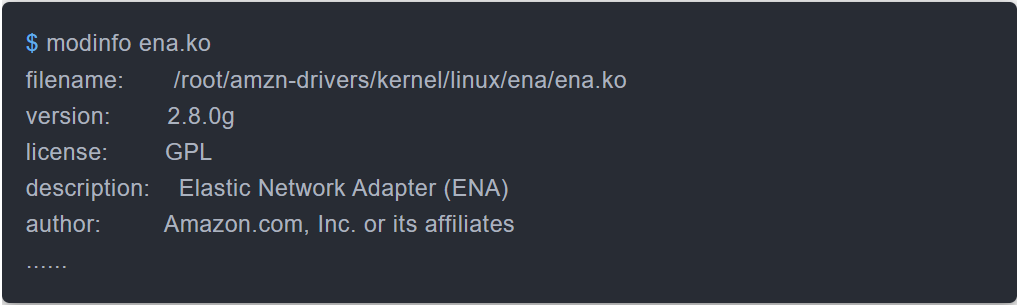 $ modinfo ena.ko
filename: /root/amzn-drivers/kernel/linux/ena/ena.ko
version: 2.8.0g
license: GPL
description: Elastic Network Adapter (ENA)
author: Amazon.com, Inc. or its affiliates
......